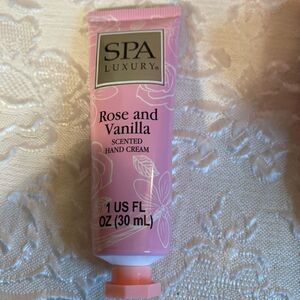 SPA
LUXURY®
Rose and
Vanilla
SCENTED
HAND CREAM
1 US FL
OZ (30 mL)